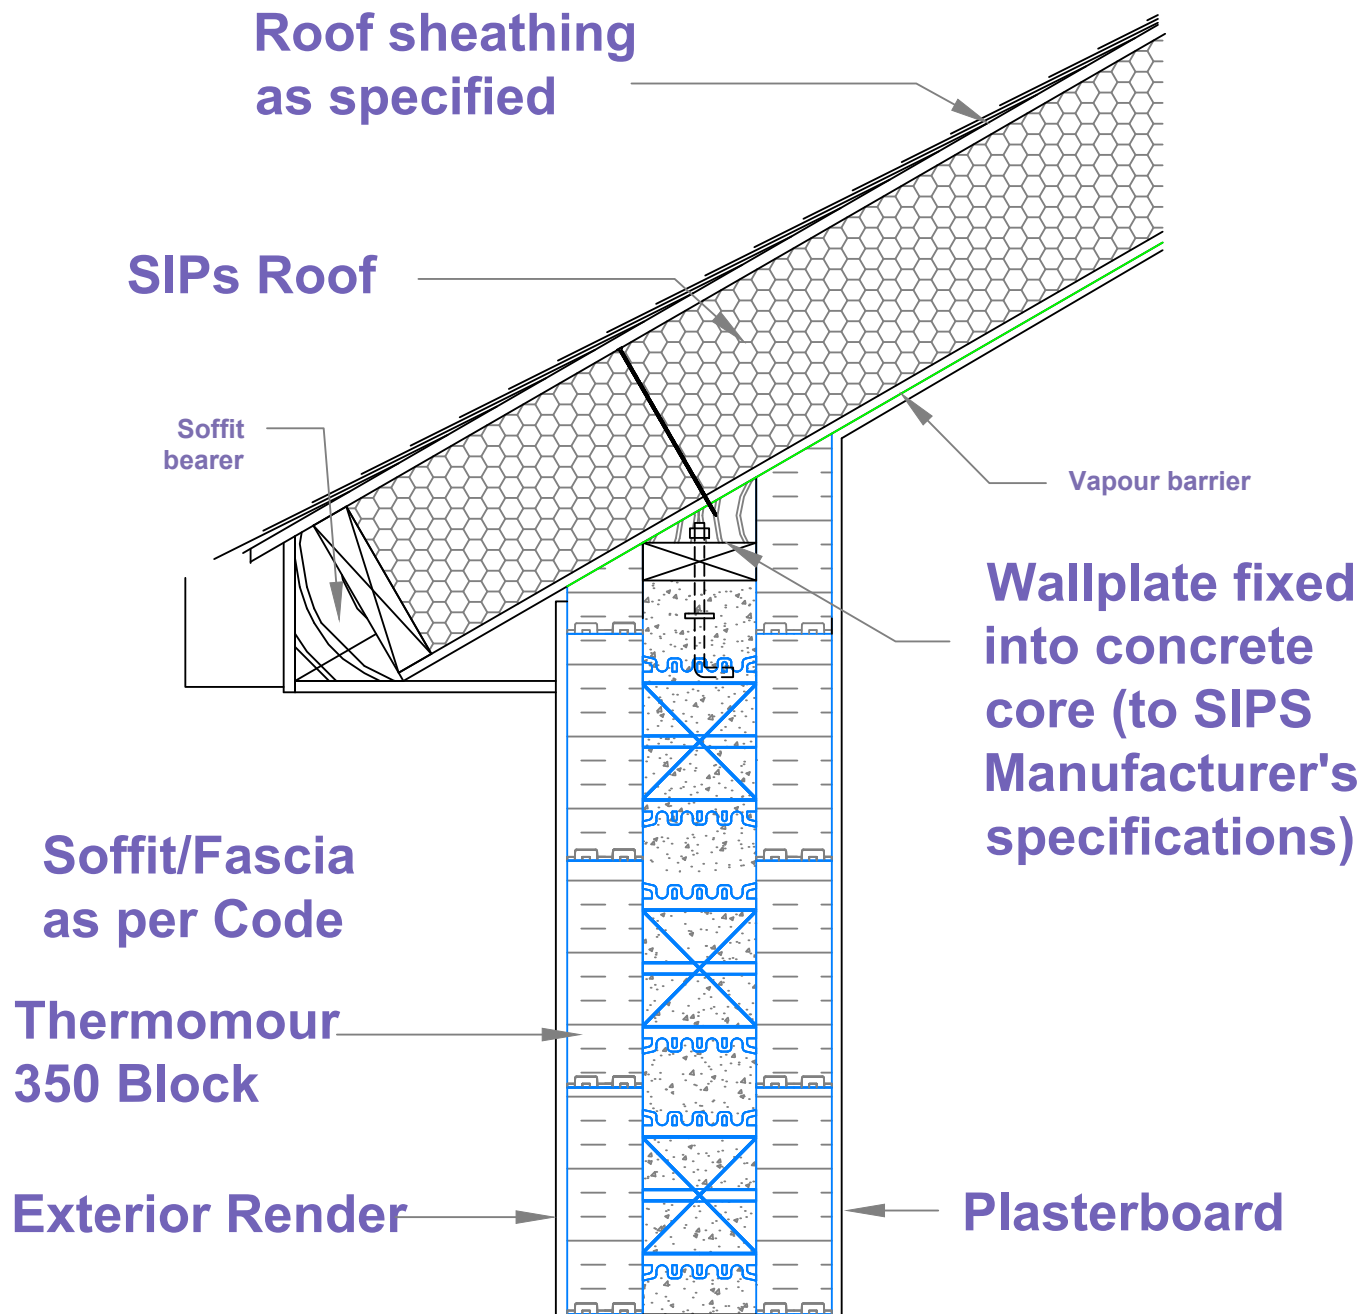 Roof sheathing
as specified
SIPs Roof
Soffit
bearer
Vapour barrier
Wallplate fixed
into concrete
core (to SIPS
Manufacturer's
specifications)
Soffit/Fascia
as per Code
Thermomour
350 Block
Exterior Render
Plasterboard